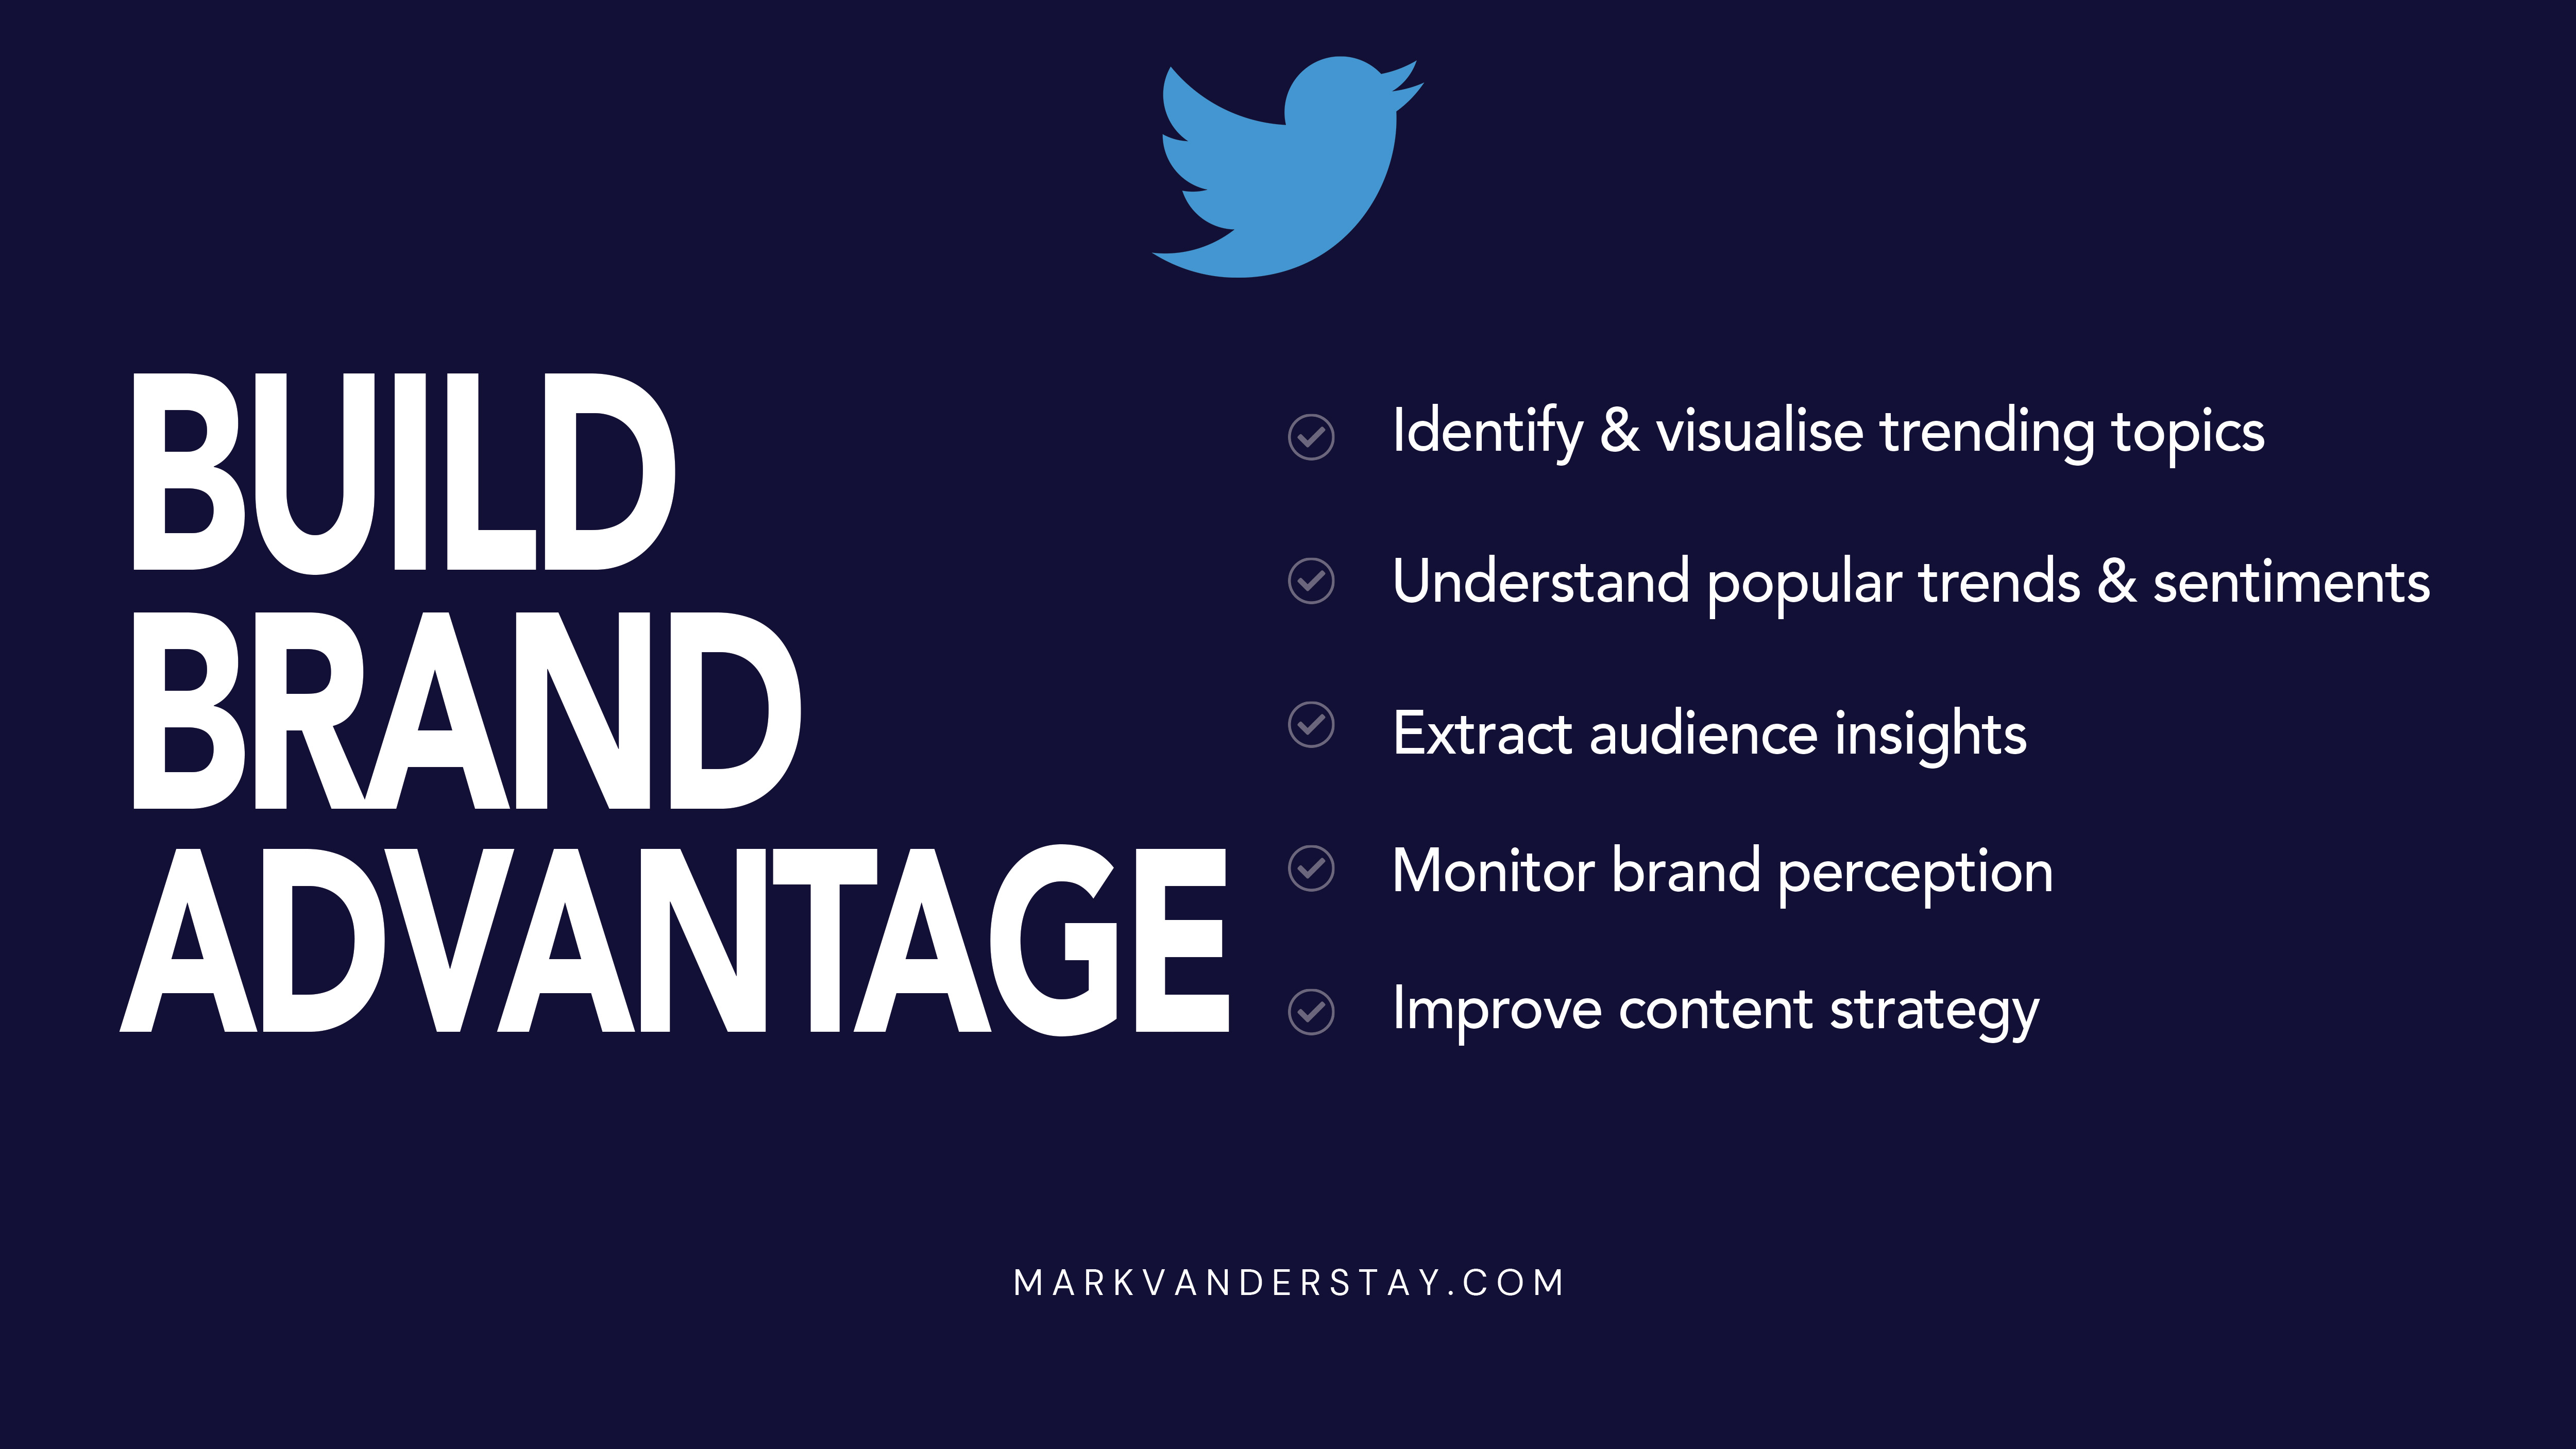 BUILD
BRAND
ADVANTAGE
Identify & visualise trending topics
Understand popular trends & sentiments
Extract audience insights
Monitor brand perception
Improve content strategy
MARKVANDERSTAY.COM